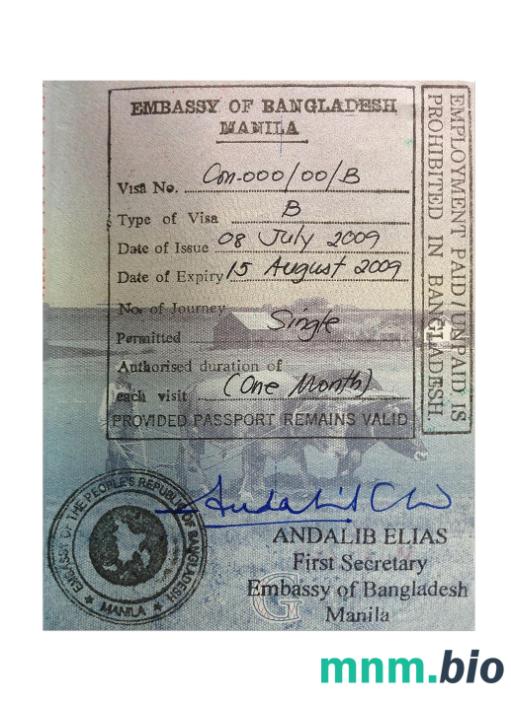 EMBASSY OF BANGLADESH
MANILA
Visa No. Con-000/00/B
Type of Visa B
Date of Issue 08 July 2009
Date of Expiry 15 August 2009
No. of Journey
Permitted Single
Authorised duration of
each visit (One Month)
PROVIDED PASSPORT REMAINS VALID
EMPLOYMENT PAID/UNPAID IS
PROHIBITED IN BANGLADESH.
EMBASSY OF THE PEOPLE'S REPUBLIC OF BANGLADESH
★ MANILA ★
ANDALIB ELIAS
First Secretary
Embassy of Bangladesh
Manila
mnm.bio